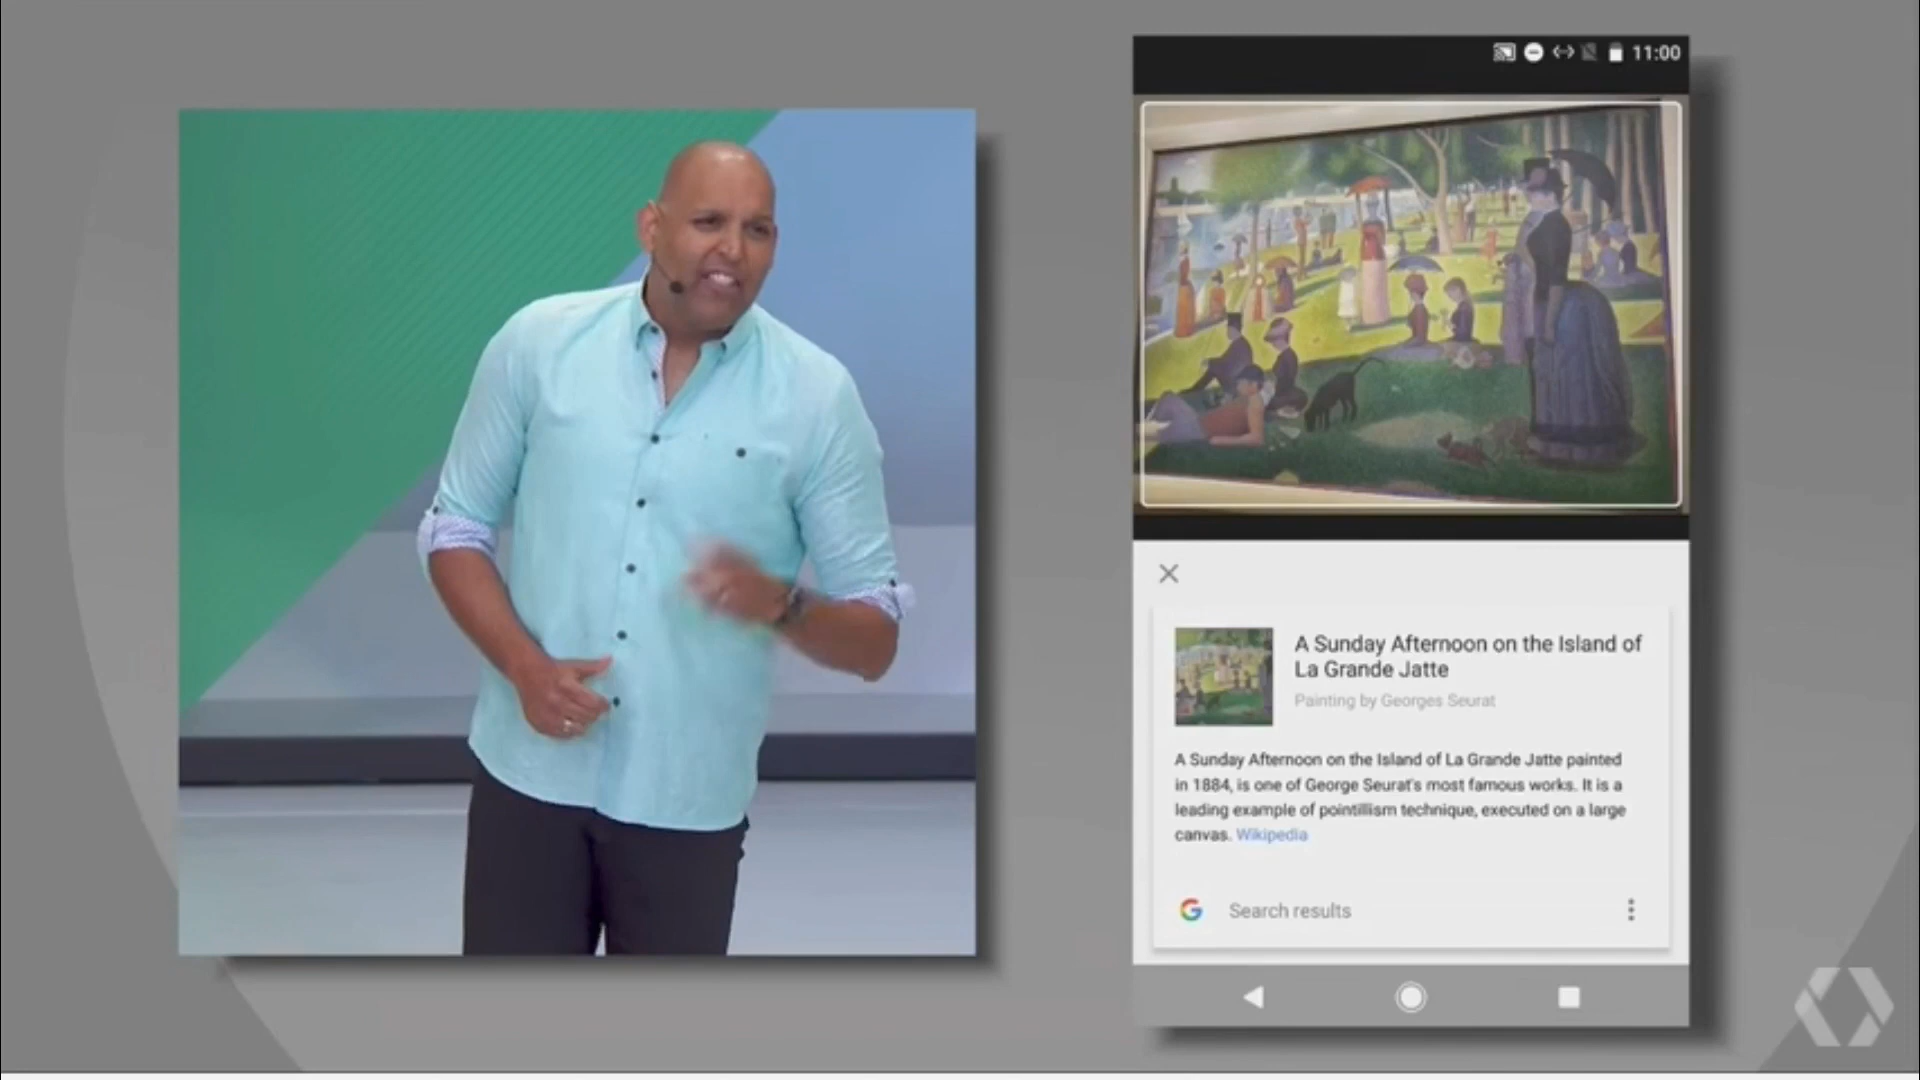 11:00
A Sunday Afternoon on the Island of
La Grande Jatte
Painting by Georges Seurat
A Sunday Afternoon on the Island of La Grande Jatte painted
in 1884, is one of George Seurat's most famous works. It is a
leading example of pointillism technique, executed on a large
canvas. Wikipedia
G Search results